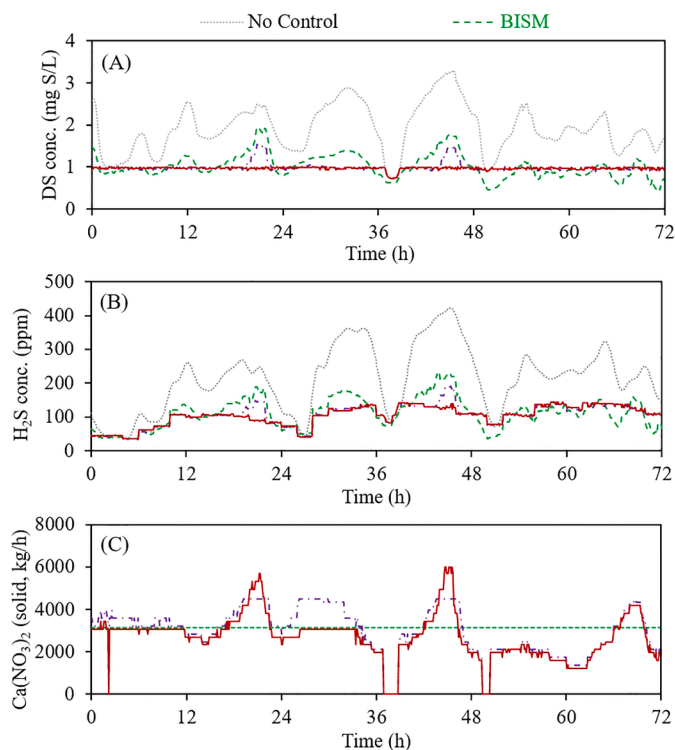 No Control BISM
(A)
DS conc. (mg S/L)
4
3
2
1
0
0 12 24 36 48 60 72
Time (h)
(B)
H₂S conc. (ppm)
500
400
300
200
100
0
0 12 24 36 48 60 72
Time (h)
(C)
Ca(NO₃)₂ (solid, kg/h)
8000
6000
4000
2000
0
0 12 24 36 48 60 72
Time (h)